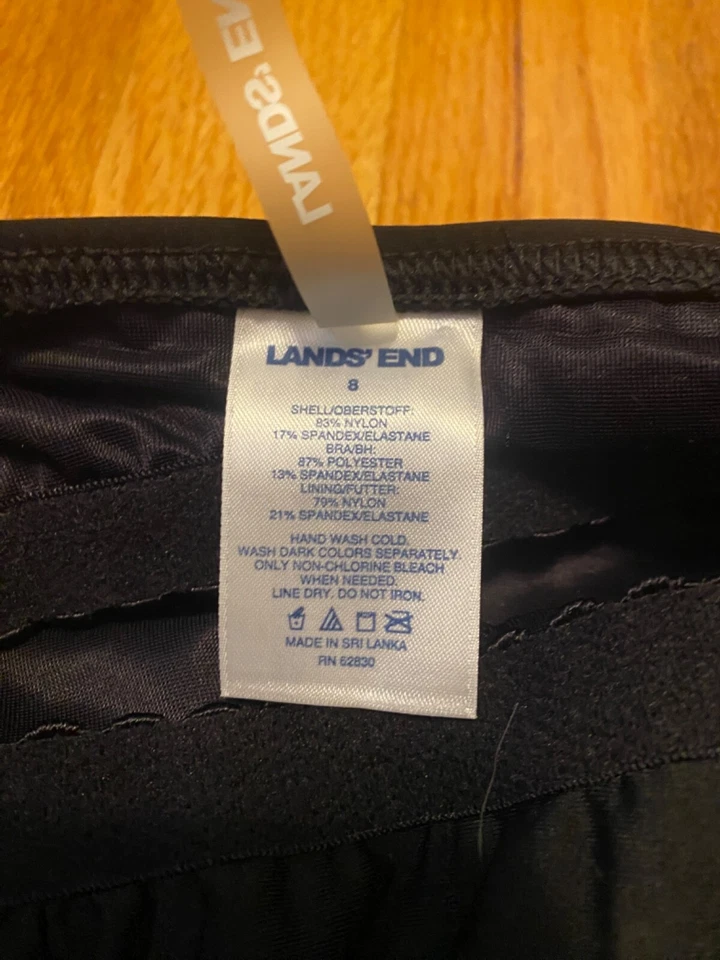 LANDS' EN
LANDS' END
8
SHELL/OBERSTOFF:
83% NYLON
17% SPANDEX/ELASTANE
BRA/BH:
87% POLYESTER
13% SPANDEX/ELASTANE
LINING/FUTTER:
79% NYLON
21% SPANDEX/ELASTANE
HAND WASH COLD.
WASH DARK COLORS SEPARATELY.
ONLY NON-CHLORINE BLEACH
WHEN NEEDED.
LINE DRY. DO NOT IRON.
MADE IN SRI LANKA
RN 62830